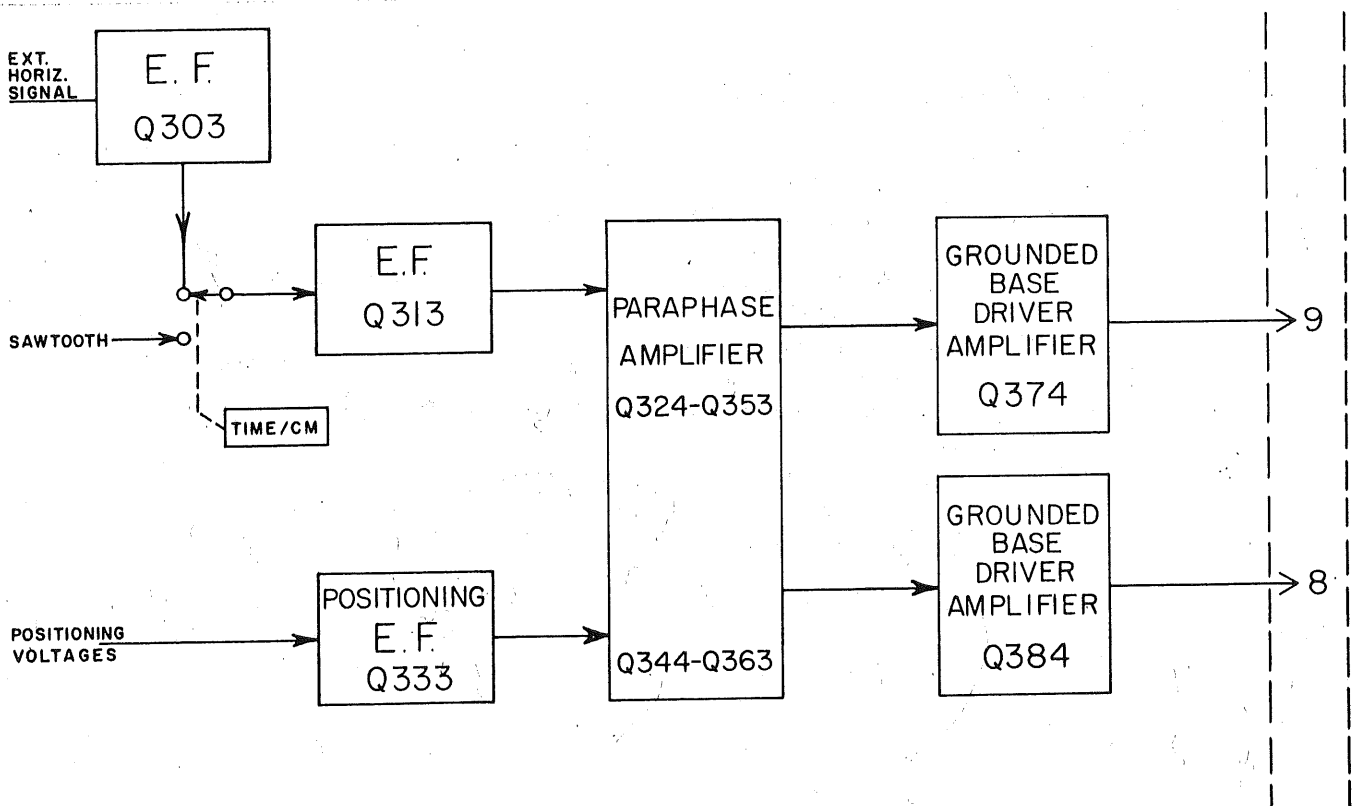 EXT.
HORIZ.
SIGNAL
E. F.
Q303
E.F.
Q313
SAWTOOTH
TIME/CM
PARAPHASE
AMPLIFIER
Q324-Q353
Q344-Q363
GROUNDED
BASE
DRIVER
AMPLIFIER
Q374
9
GROUNDED
BASE
DRIVER
AMPLIFIER
Q384
8
POSITIONING
VOLTAGES
POSITIONING
E. F.
Q333